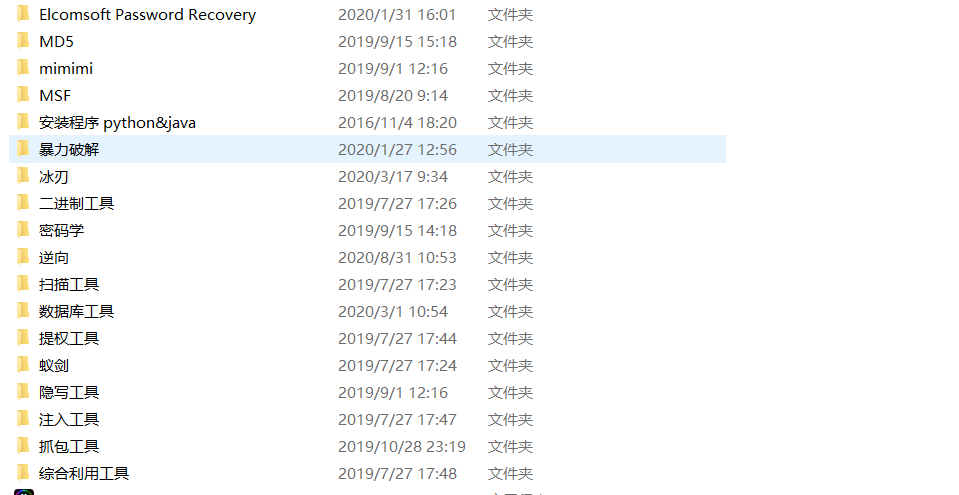 Elcomsoft Password Recovery 2020/1/31 16:01 文件夹
MD5 2019/9/15 15:18 文件夹
mimimi 2019/9/1 12:16 文件夹
MSF 2019/8/20 9:14 文件夹
安装程序 python&java 2016/11/4 18:20 文件夹
暴力破解 2020/1/27 12:56 文件夹
冰刃 2020/3/17 9:34 文件夹
二进制工具 2019/7/27 17:26 文件夹
密码学 2019/9/15 14:18 文件夹
逆向 2020/8/31 10:53 文件夹
扫描工具 2019/7/27 17:23 文件夹
数据库工具 2020/3/1 10:54 文件夹
提权工具 2019/7/27 17:44 文件夹
蚁剑 2019/7/27 17:24 文件夹
隐写工具 2019/9/1 12:16 文件夹
注入工具 2019/7/27 17:47 文件夹
抓包工具 2019/10/28 23:19 文件夹
综合利用工具 2019/7/27 17:48 文件夹